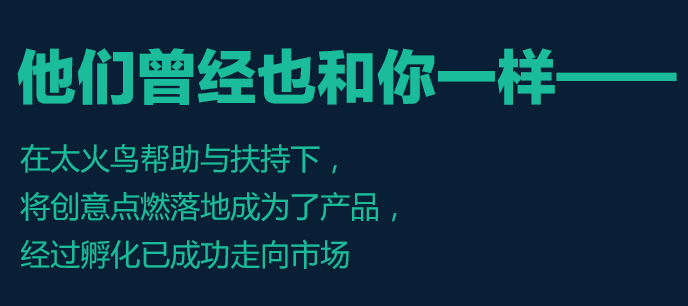 他们曾经也和你一样——
在太火鸟帮助与扶持下，
将创意点燃落地成为了产品，
经过孵化已成功走向市场